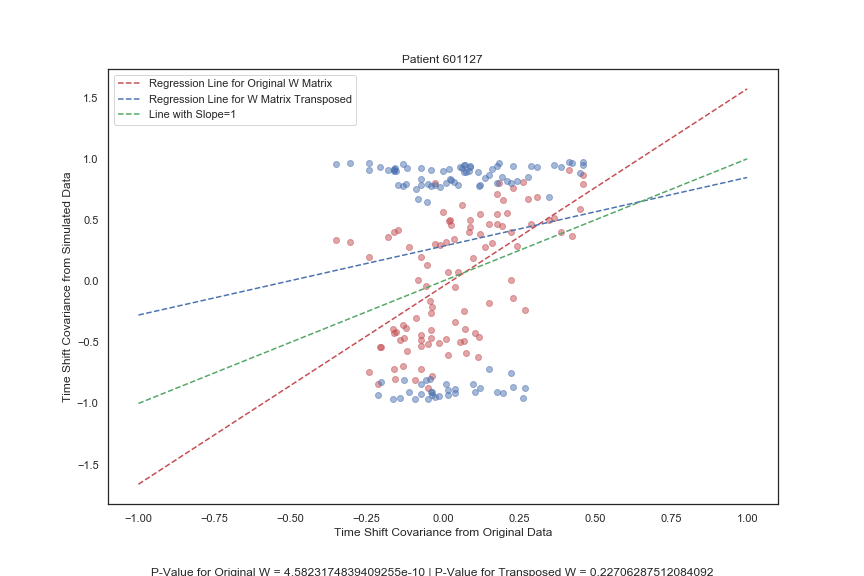 Patient 601127
Regression Line for Original W Matrix
Regression Line for W Matrix Transposed
Line with Slope=1
1.5
1.0
0.5
0.0
−0.5
−1.0
−1.5
Time Shift Covariance from Simulated Data
−1.00 −0.75 −0.50 −0.25 0.00 0.25 0.50 0.75 1.00
Time Shift Covariance from Original Data
P-Value for Original W = 4.5823174839409255e-10 | P-Value for Transposed W = 0.22706287512084092